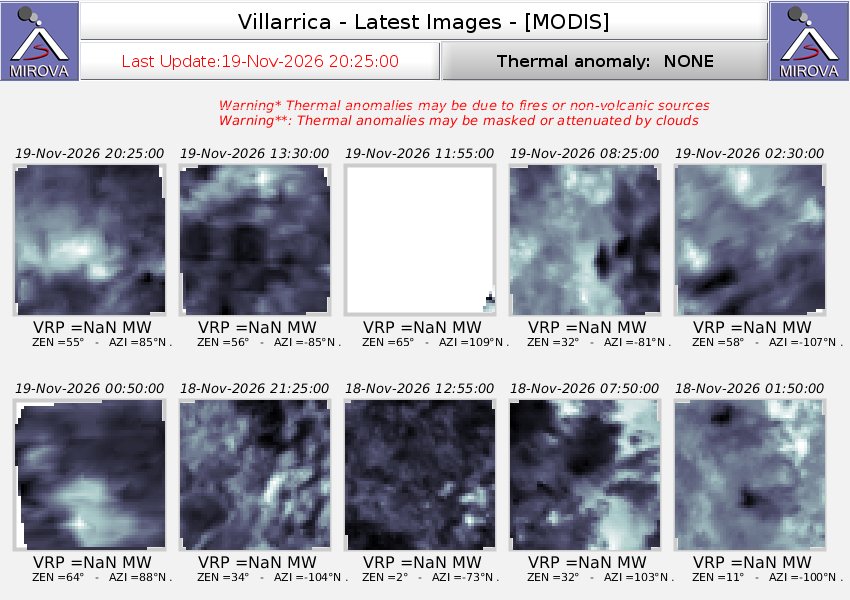 Villarrica - Latest Images - [MODIS]
Last Update:19-Nov-2026 20:25:00
Thermal anomaly: NONE
MIROVA
MIROVA
Warning* Thermal anomalies may be due to fires or non-volcanic sources
Warning**: Thermal anomalies may be masked or attenuated by clouds
19-Nov-2026 20:25:00 19-Nov-2026 13:30:00 19-Nov-2026 11:55:00 19-Nov-2026 08:25:00 19-Nov-2026 02:30:00
VRP =NaN MW VRP =NaN MW VRP =NaN MW VRP =NaN MW VRP =NaN MW
ZEN =55° - AZI =85°N . ZEN =56° - AZI =-85°N . ZEN =65° - AZI =109°N . ZEN =32° - AZI =-81°N . ZEN =58° - AZI =-107°N .
19-Nov-2026 00:50:00 18-Nov-2026 21:25:00 18-Nov-2026 12:55:00 18-Nov-2026 07:50:00 18-Nov-2026 01:50:00
VRP =NaN MW VRP =NaN MW VRP =NaN MW VRP =NaN MW VRP =NaN MW
ZEN =64° - AZI =88°N . ZEN =34° - AZI =-104°N . ZEN =2° - AZI =-73°N . ZEN =32° - AZI =103°N . ZEN =11° - AZI =-100°N .